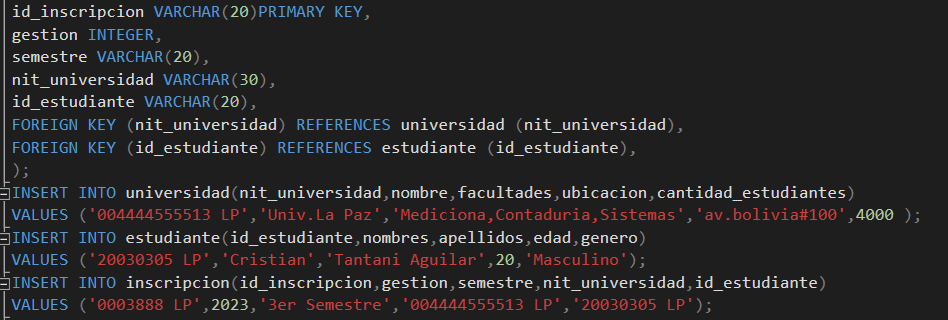 id_inscripcion VARCHAR(20)PRIMARY KEY,
gestion INTEGER,
semestre VARCHAR(20),
nit_universidad VARCHAR(30),
id_estudiante VARCHAR(20),
FOREIGN KEY (nit_universidad) REFERENCES universidad (nit_universidad),
FOREIGN KEY (id_estudiante) REFERENCES estudiante (id_estudiante),
);
INSERT INTO universidad(nit_universidad,nombre,facultades,ubicacion,cantidad_estudiantes)
VALUES ('004444555513 LP','Univ.La Paz','Mediciona,Contaduria,Sistemas','av.bolivia#100',4000 );
INSERT INTO estudiante(id_estudiante,nombres,apellidos,edad,genero)
VALUES ('20030305 LP','Cristian','Tantani Aguilar',20,'Masculino');
INSERT INTO inscripcion(id_inscripcion,gestion,semestre,nit_universidad,id_estudiante)
VALUES ('0003888 LP',2023,'3er Semestre','004444555513 LP','20030305 LP');